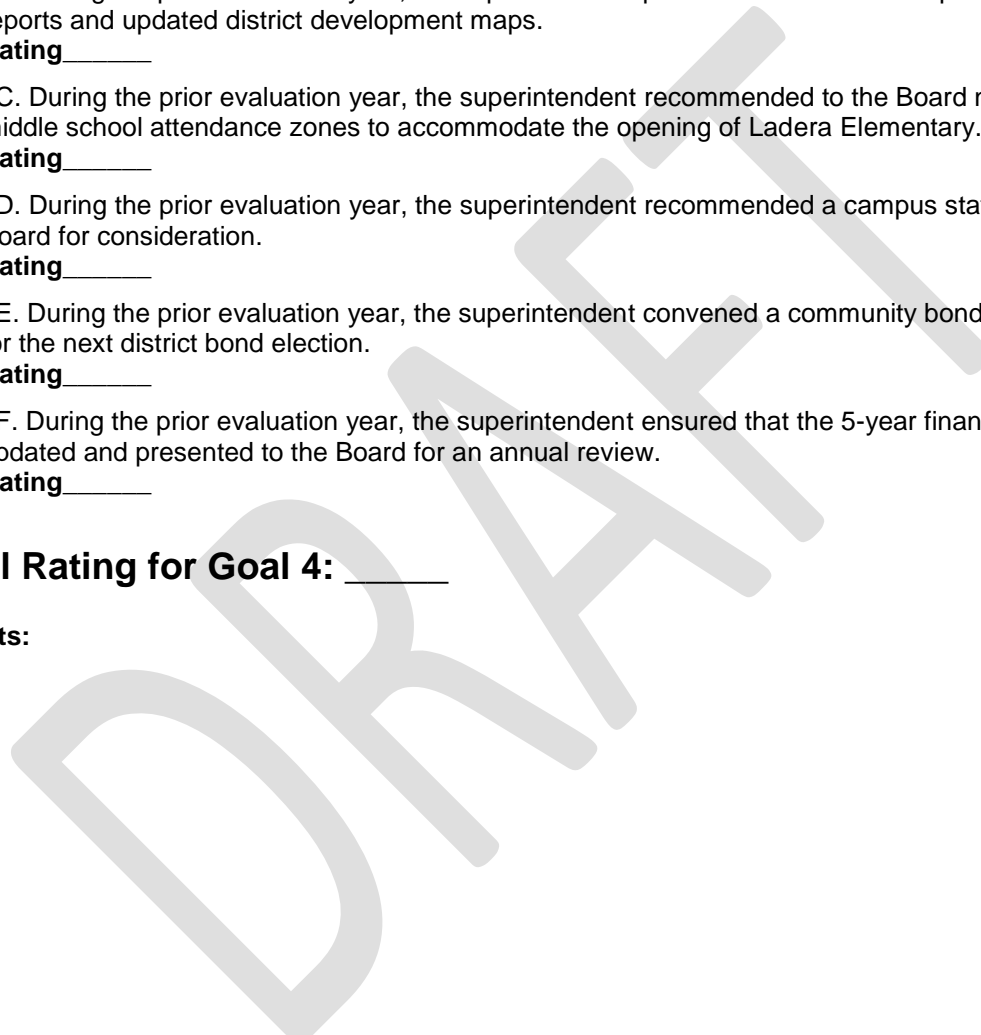 eports and updated district development maps.
ating______
C. During the prior evaluation year, the superintendent recommended to the Board
iddle school attendance zones to accommodate the opening of Ladera Elementary.
ating______
D. During the prior evaluation year, the superintendent recommended a campus sta
oard for consideration.
ating______
E. During the prior evaluation year, the superintendent convened a community bond
or the next district bond election.
ating______
F. During the prior evaluation year, the superintendent ensured that the 5-year finan
pdated and presented to the Board for an annual review.
ating______
l Rating for Goal 4: _____
ts:
DRAFT